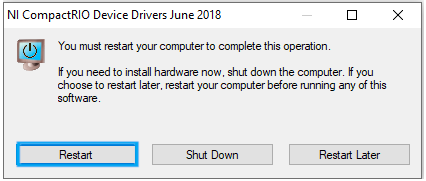 NI CompactRIO Device Drivers June 2018
You must restart your computer to complete this operation.
If you need to install hardware now, shut down the computer. If you
choose to restart later, restart your computer before running any of this
software.
Restart
Shut Down
Restart Later